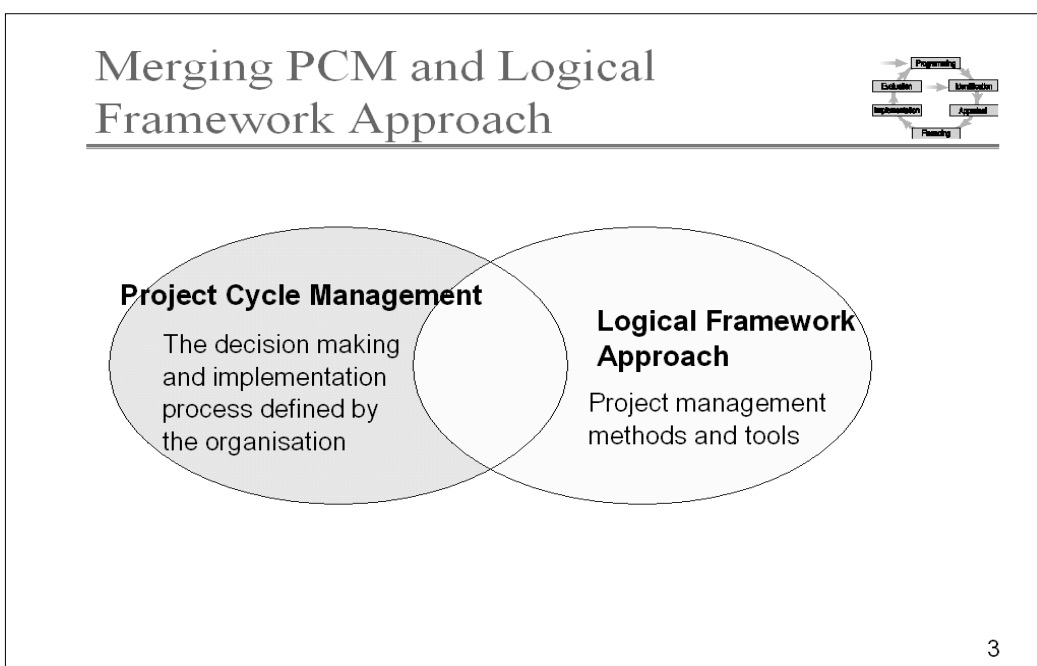 Merging PCM and Logical
Framework Approach
Programming
Evaluation
Identification
Implementation
Appraisal
Financing
Project Cycle Management
The decision making
and implementation
process defined by
the organisation
Logical Framework
Approach
Project management
methods and tools
3